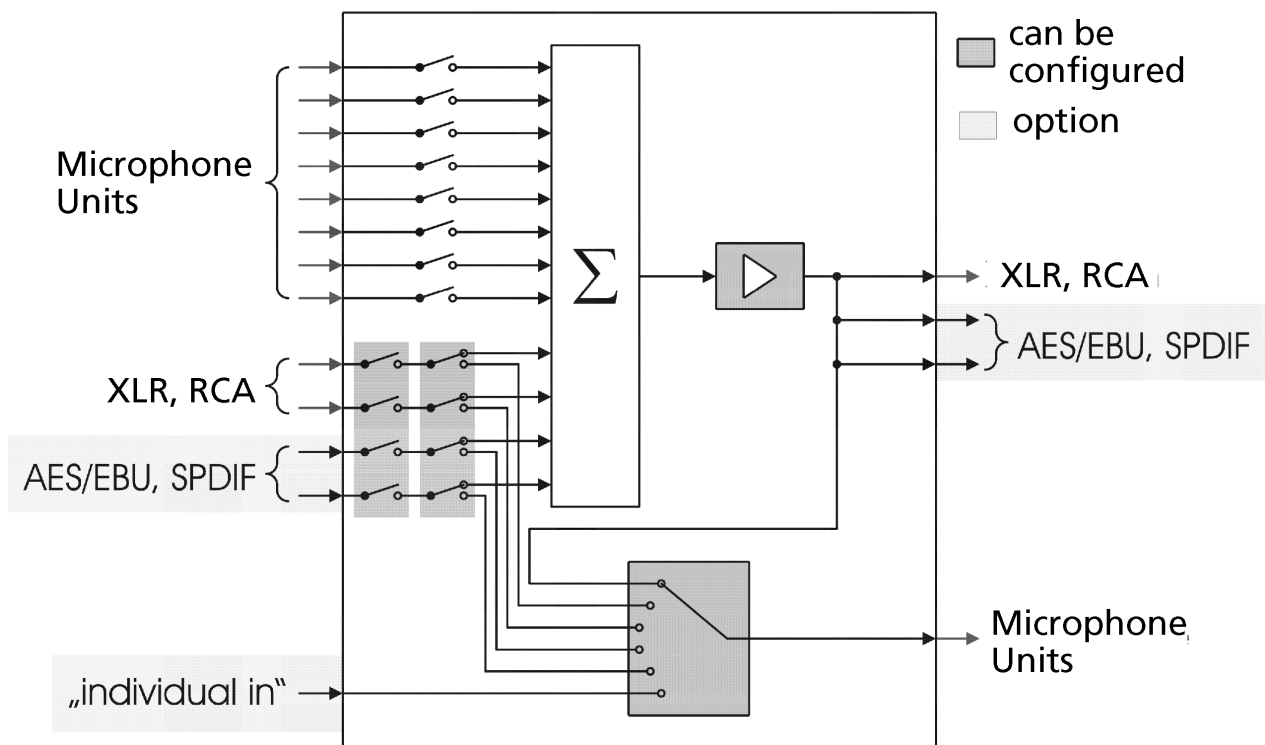 can be
configured
option
Microphone
Units
Σ
XLR, RCA
AES/EBU, SPDIF
XLR, RCA
AES/EBU, SPDIF
Microphone
Units
„individual in“